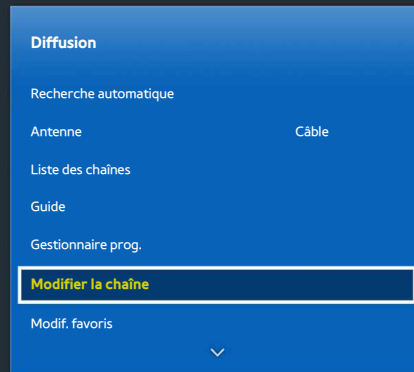 Diffusion
Recherche automatique
Antenne Câble
Liste des chaînes
Guide
Gestionnaire prog.
Modifier la chaîne
Modif. favoris